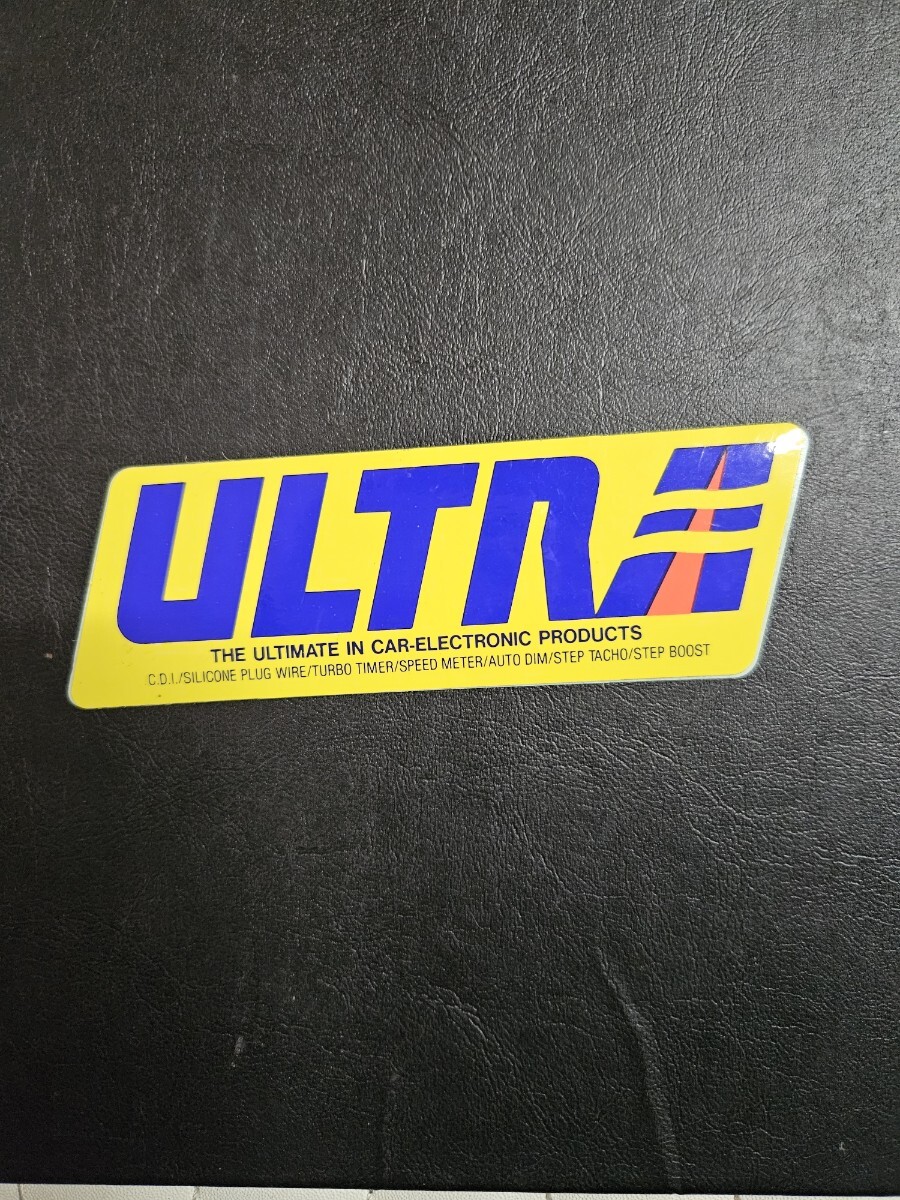 ULTRA
THE ULTIMATE IN CAR-ELECTRONIC PRODUCTS
C.D.I./SILICONE PLUG WIRE/TURBO TIMER/SPEED METER/AUTO DIM/STEP TACHO/STEP BOOST